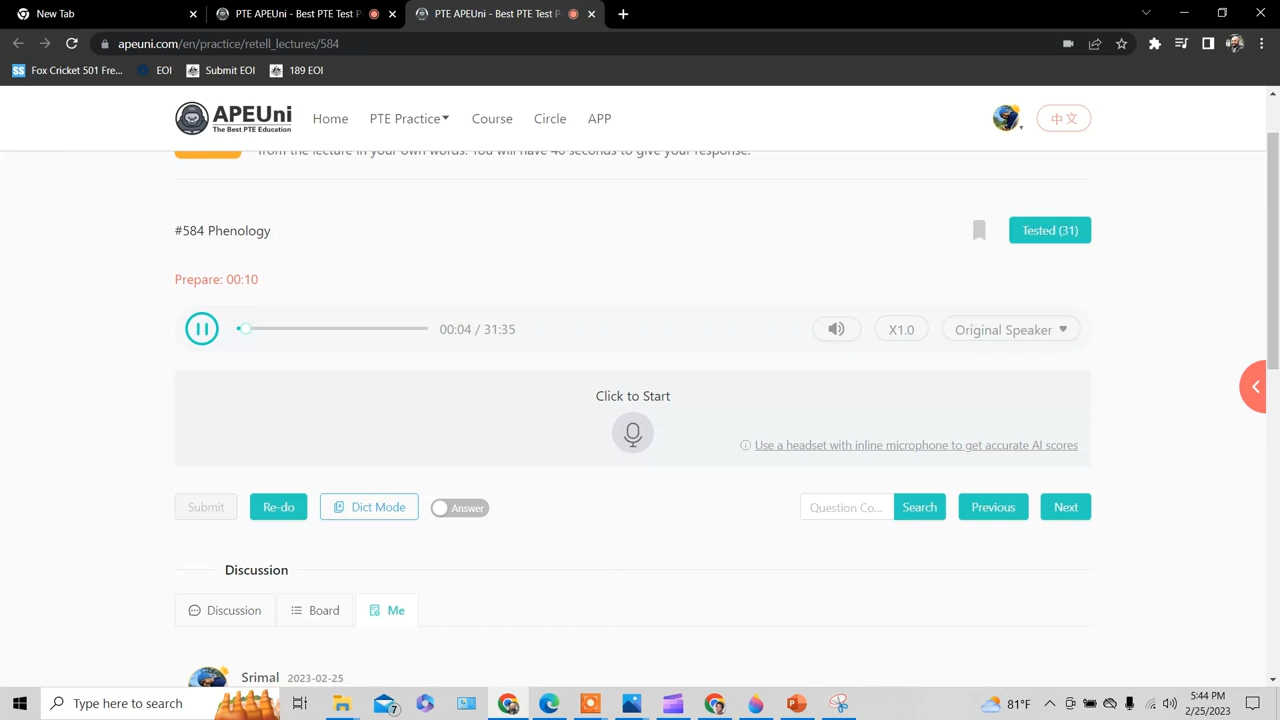 New Tab
PTE APEUni - Best PTE Test P
PTE APEUni - Best PTE Test P
apeuni.com/en/practice/retell_lectures/584
Fox Cricket 501 Fre...
EOI
Submit EOI
189 EOI
APEUni
The Best PTE Education
Home
PTE Practice
Course
Circle
APP
中文
from the lecture in your own words. You will have 40 seconds to give your response.
#584 Phenology
Tested (31)
Prepare: 00:10
00:04 / 31:35
X1.0
Original Speaker
Click to Start
Use a headset with inline microphone to get accurate AI scores
Submit
Re-do
Dict Mode
Answer
Question Co...
Search
Previous
Next
Discussion
Discussion
Board
Me
Srimal 2023-02-25
Type here to search
7
81°F
5:44 PM
2/25/2023